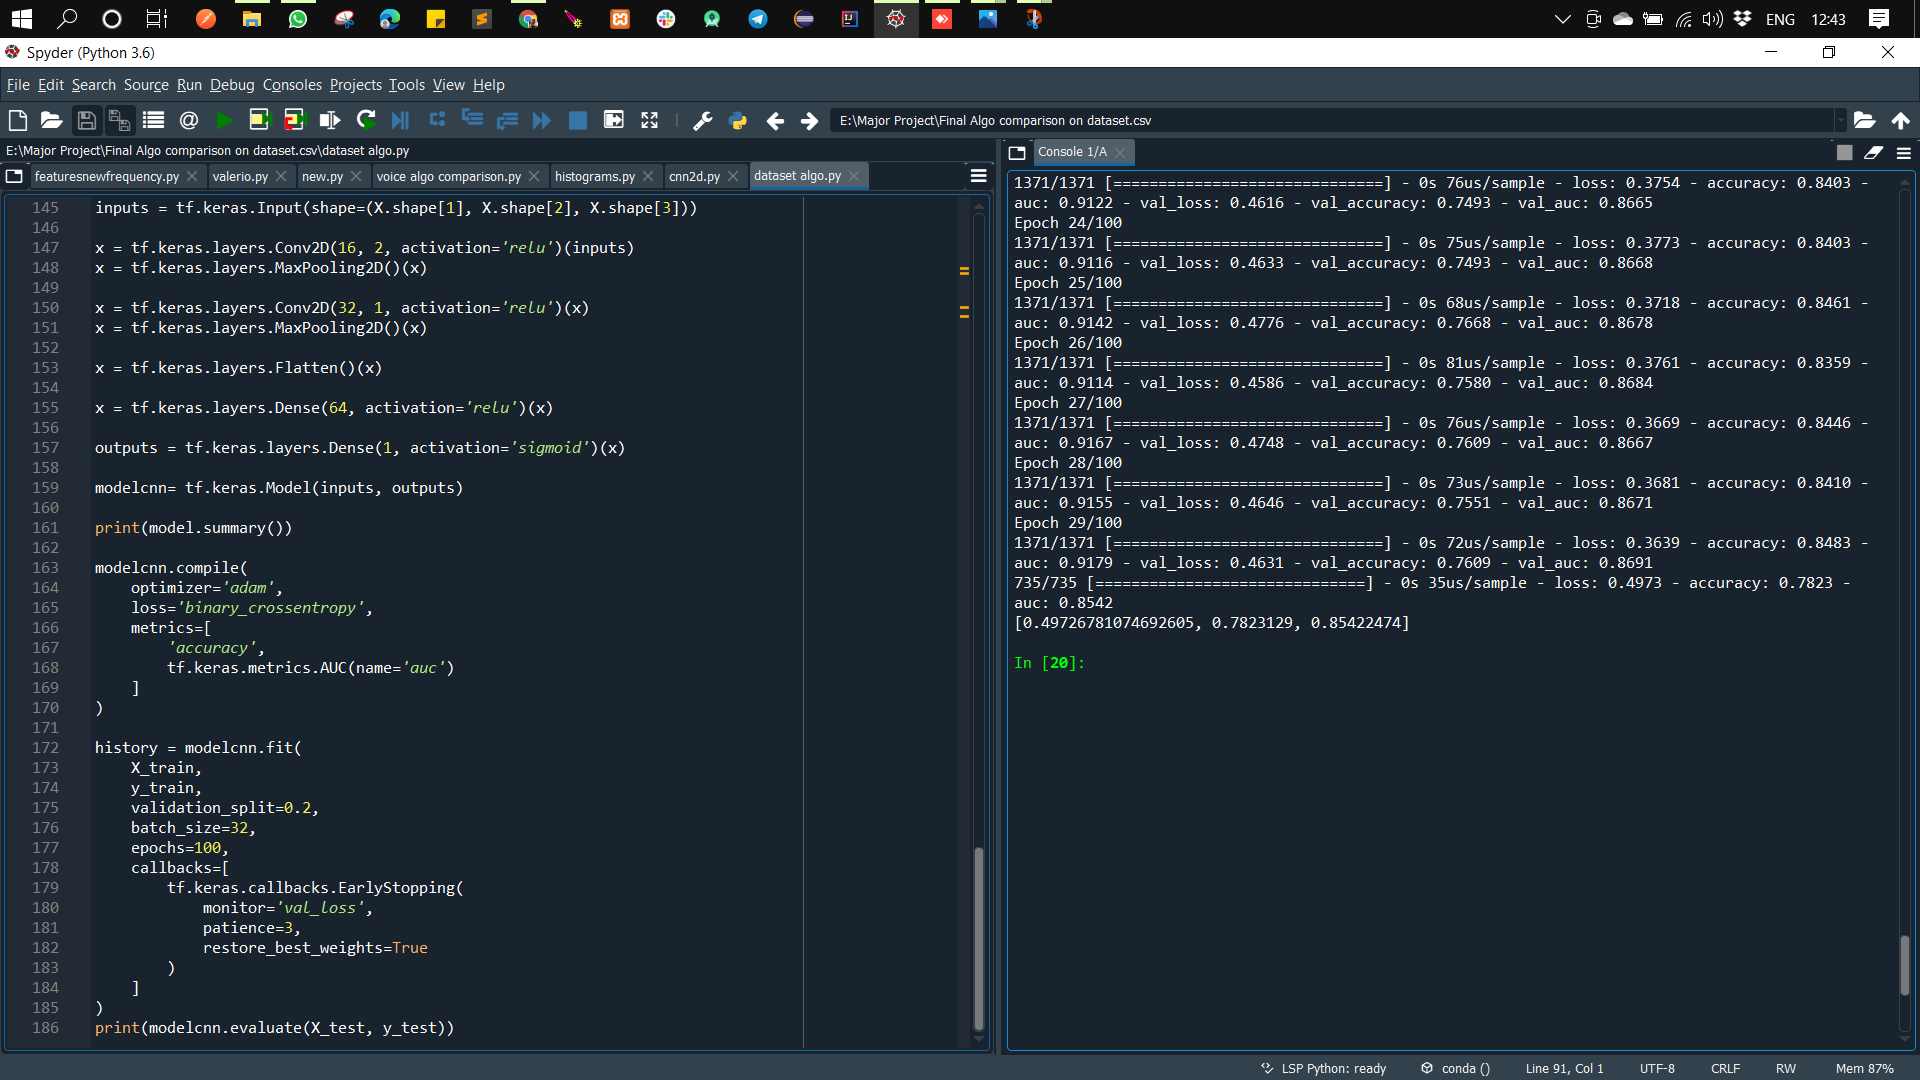 ENG 12:43
Spyder (Python 3.6)
File Edit Search Source Run Debug Consoles Projects Tools View Help
E:\Major Project\Final Algo comparison on dataset.csv
E:\Major Project\Final Algo comparison on dataset.csv\dataset algo.py
featuresnewfrequency.py valerio.py new.py voice algo comparison.py histograms.py cnn2d.py dataset algo.py
145 inputs = tf.keras.Input(shape=(X.shape[1], X.shape[2], X.shape[3]))
146
147 x = tf.keras.layers.Conv2D(16, 2, activation='relu')(inputs)
148 x = tf.keras.layers.MaxPooling2D()(x)
149
150 x = tf.keras.layers.Conv2D(32, 1, activation='relu')(x)
151 x = tf.keras.layers.MaxPooling2D()(x)
152
153 x = tf.keras.layers.Flatten()(x)
154
155 x = tf.keras.layers.Dense(64, activation='relu')(x)
156
157 outputs = tf.keras.layers.Dense(1, activation='sigmoid')(x)
158
159 modelcnn= tf.keras.Model(inputs, outputs)
160
161 print(model.summary())
162
163 modelcnn.compile(
164     optimizer='adam',
165     loss='binary_crossentropy',
166     metrics=[
167         'accuracy',
168         tf.keras.metrics.AUC(name='auc')
169     ]
170 )
171
172 history = modelcnn.fit(
173     X_train,
174     y_train,
175     validation_split=0.2,
176     batch_size=32,
177     epochs=100,
178     callbacks=[
179         tf.keras.callbacks.EarlyStopping(
180             monitor='val_loss',
181             patience=3,
182             restore_best_weights=True
183         )
184     ]
185 )
186 print(modelcnn.evaluate(X_test, y_test))
Console 1/A
1371/1371 [==============================] - 0s 76us/sample - loss: 0.3754 - accuracy: 0.8403 -
auc: 0.9122 - val_loss: 0.4616 - val_accuracy: 0.7493 - val_auc: 0.8665
Epoch 24/100
1371/1371 [==============================] - 0s 75us/sample - loss: 0.3773 - accuracy: 0.8403 -
auc: 0.9116 - val_loss: 0.4633 - val_accuracy: 0.7493 - val_auc: 0.8668
Epoch 25/100
1371/1371 [==============================] - 0s 68us/sample - loss: 0.3718 - accuracy: 0.8461 -
auc: 0.9142 - val_loss: 0.4776 - val_accuracy: 0.7668 - val_auc: 0.8678
Epoch 26/100
1371/1371 [==============================] - 0s 81us/sample - loss: 0.3761 - accuracy: 0.8359 -
auc: 0.9114 - val_loss: 0.4586 - val_accuracy: 0.7580 - val_auc: 0.8684
Epoch 27/100
1371/1371 [==============================] - 0s 76us/sample - loss: 0.3669 - accuracy: 0.8446 -
auc: 0.9167 - val_loss: 0.4748 - val_accuracy: 0.7609 - val_auc: 0.8667
Epoch 28/100
1371/1371 [==============================] - 0s 73us/sample - loss: 0.3681 - accuracy: 0.8410 -
auc: 0.9155 - val_loss: 0.4646 - val_accuracy: 0.7551 - val_auc: 0.8671
Epoch 29/100
1371/1371 [==============================] - 0s 72us/sample - loss: 0.3639 - accuracy: 0.8483 -
auc: 0.9179 - val_loss: 0.4631 - val_accuracy: 0.7609 - val_auc: 0.8691
735/735 [==============================] - 0s 35us/sample - loss: 0.4973 - accuracy: 0.7823 -
auc: 0.8542
[0.49726781074692605, 0.7823129, 0.85422474]
In [20]:
LSP Python: ready conda () Line 91, Col 1 UTF-8 CRLF RW Mem 87%